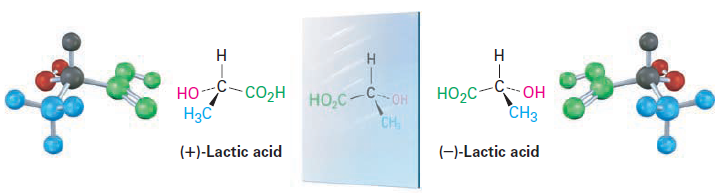 H
HO C CO₂H
H₃C
(+)-Lactic acid
H
HO₂C C OH
CH₃
H
HO₂C C OH
CH₃
(−)-Lactic acid